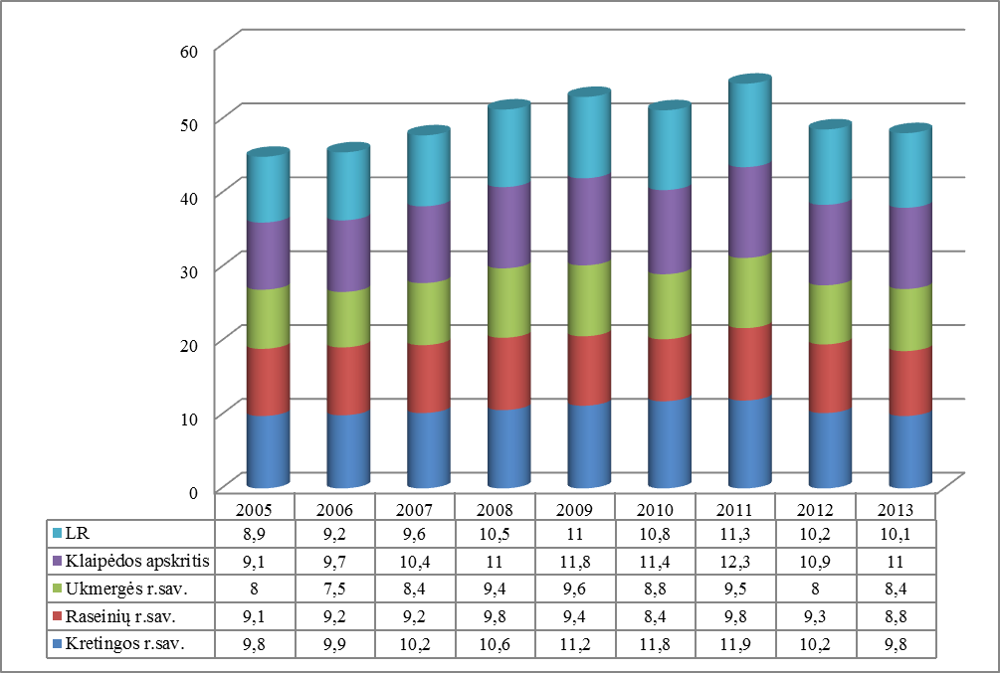 60
50
40
30
20
10
0
2005 2006 2007 2008 2009 2010 2011 2012 2013
LR 8,9 9,2 9,6 10,5 11 10,8 11,3 10,2 10,1
Klaipėdos apskritis 9,1 9,7 10,4 11 11,8 11,4 12,3 10,9 11
Ukmergės r.sav. 8 7,5 8,4 9,4 9,6 8,8 9,5 8 8,4
Raseinių r.sav. 9,1 9,2 9,2 9,8 9,4 8,4 9,8 9,3 8,8
Kretingos r.sav. 9,8 9,9 10,2 10,6 11,2 11,8 11,9 10,2 9,8